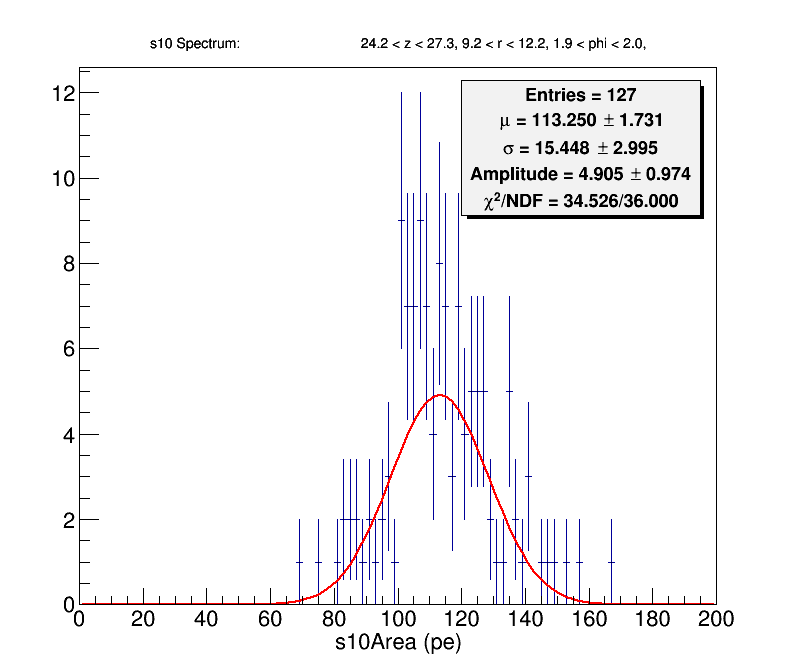 s10 Spectrum: 24.2 < z < 27.3, 9.2 < r < 12.2, 1.9 < phi < 2.0,
Entries = 127
μ = 113.250 ± 1.731
σ = 15.448 ± 2.995
Amplitude = 4.905 ± 0.974
χ²/NDF = 34.526/36.000
12
10
8
6
4
2
0
0 20 40 60 80 100 120 140 160 180 200
s10Area (pe)